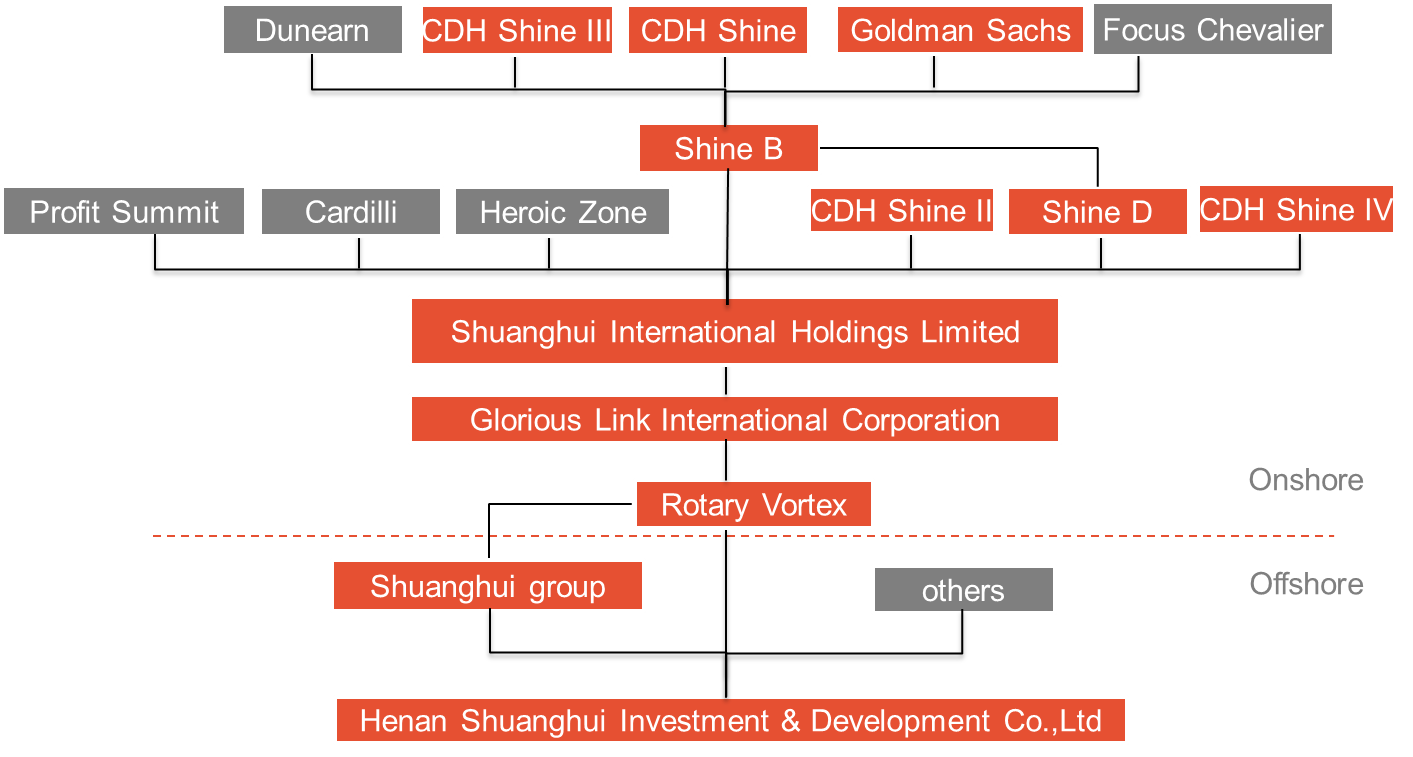 Dunearn
CDH Shine III
CDH Shine
Goldman Sachs
Focus Chevalier
Shine B
Profit Summit
Cardilli
Heroic Zone
CDH Shine II
Shine D
CDH Shine IV
Shuanghui International Holdings Limited
Glorious Link International Corporation
Onshore
Rotary Vortex
Shuanghui group
others
Offshore
Henan Shuanghui Investment & Development Co.,Ltd